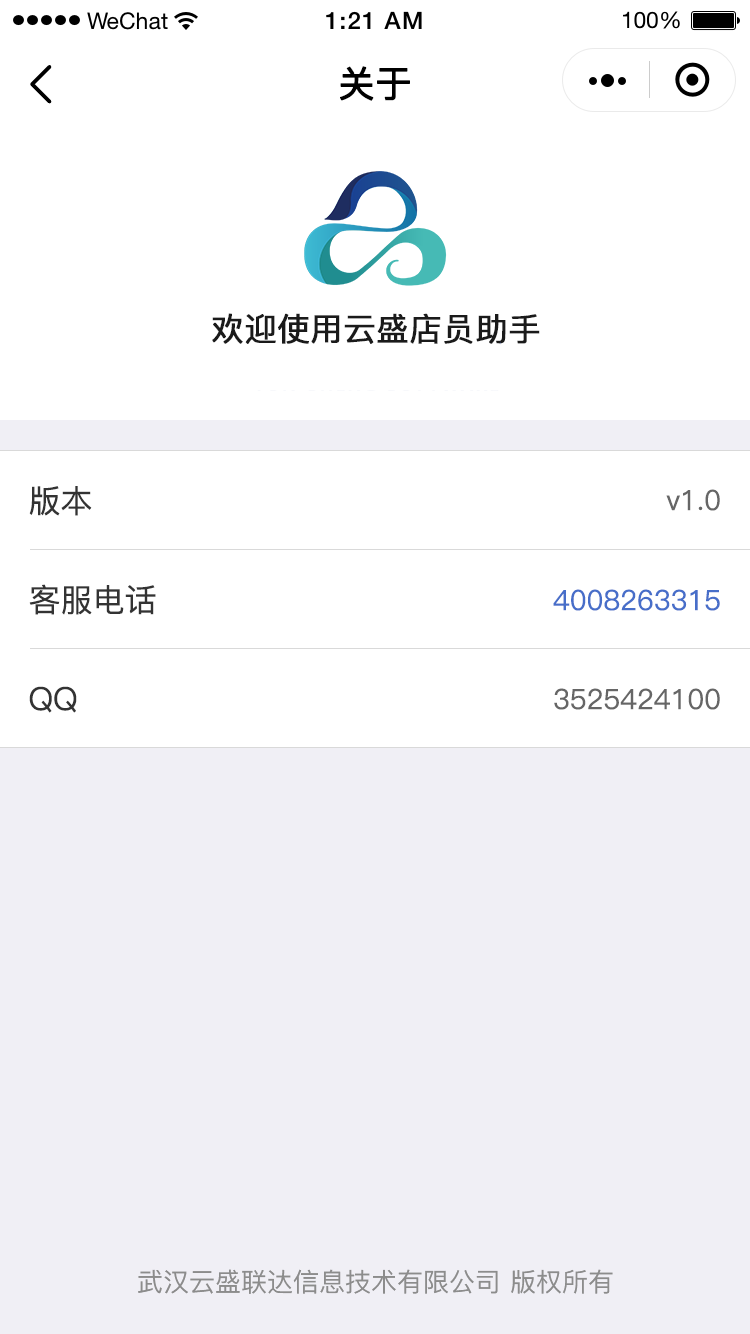 WeChat 1:21 AM 100%
关于
欢迎使用云盛店员助手
版本 v1.0
客服电话 4008263315
QQ 3525424100
武汉云盛联达信息技术有限公司 版权所有